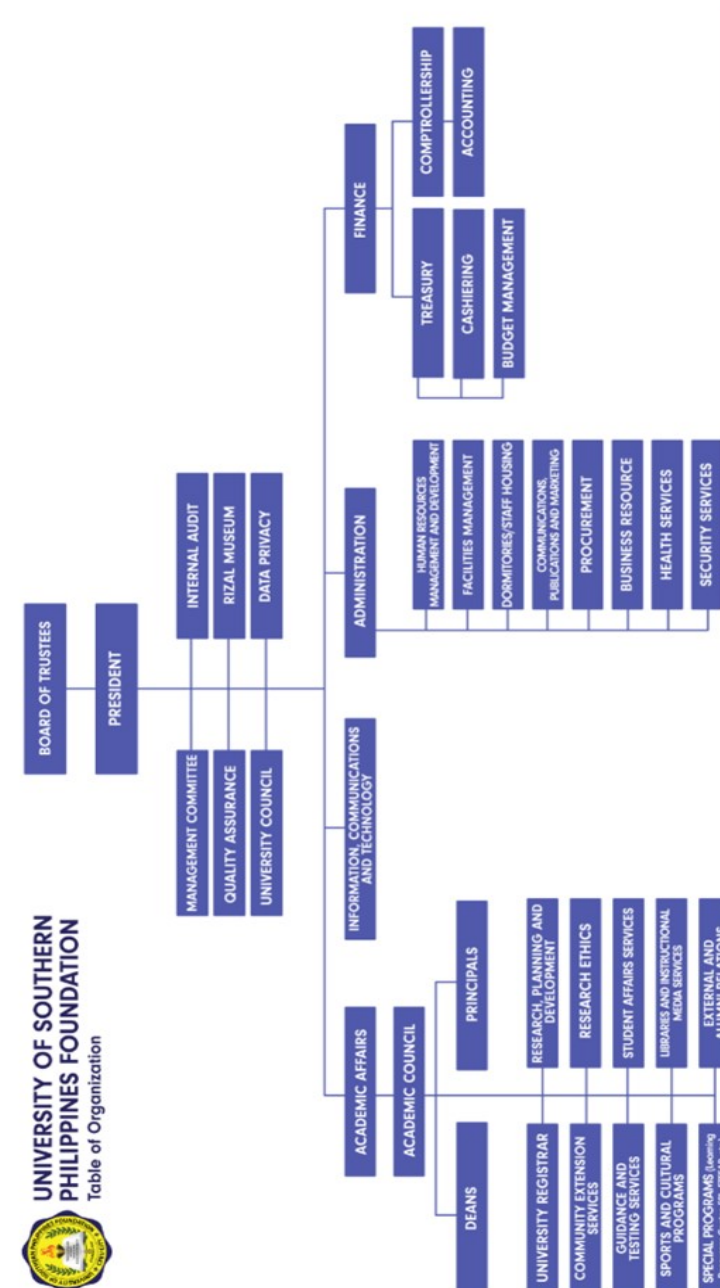 UNIVERSITY OF SOUTHERN
PHILIPPINES FOUNDATION
Table of Organization
BOARD OF TRUSTEES
PRESIDENT
MANAGEMENT COMMITTEE
INTERNAL AUDIT
QUALITY ASSURANCE
RIZAL MUSEUM
UNIVERSITY COUNCIL
DATA PRIVACY
ACADEMIC AFFAIRS
INFORMATION, COMMUNICATIONS
AND TECHNOLOGY
ADMINISTRATION
FINANCE
ACADEMIC COUNCIL
DEANS
PRINCIPALS
UNIVERSITY REGISTRAR
RESEARCH, PLANNING AND
DEVELOPMENT
COMMUNITY EXTENSION
SERVICES
RESEARCH ETHICS
GUIDANCE AND
TESTING SERVICES
STUDENT AFFAIRS SERVICES
SPORTS AND CULTURAL
PROGRAMS
LIBRARIES AND INSTRUCTIONAL
MEDIA SERVICES
SPECIAL PROGRAMS (Learning
EXTERNAL AND
HUMAN RESOURCES
MANAGEMENT AND DEVELOPMENT
FACILITIES MANAGEMENT
DORMITORIES/STAFF HOUSING
COMMUNICATIONS,
PUBLICATIONS AND MARKETING
PROCUREMENT
BUSINESS RESOURCE
HEALTH SERVICES
SECURITY SERVICES
TREASURY
CASHIERING
BUDGET MANAGEMENT
COMPTROLLERSHIP
ACCOUNTING